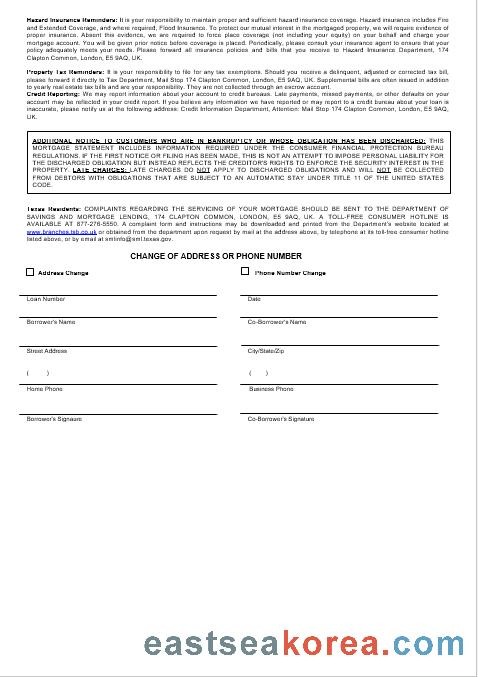 Hazard Insurance Reminders: It is your responsibility to maintain proper and sufficient hazard insurance coverage. Hazard insurance includes Fire
and Extended Coverage, and where required, Flood Insurance. To protect our mutual interest in the mortgaged property, we will require evidence of
proper insurance. Absent this evidence, we are required to force place coverage (not including your equity) on your behalf and charge your
mortgage account. You will be given prior notice before coverage is placed. Periodically, please consult your insurance agent to ensure that your
policy adequately meets your needs. Please forward all insurance policies and bills to Hazard Insurance Department, 174
Clapton Common, London, E5 9AQ, UK.
Property Tax Reminders: It is your responsibility to file for any tax exemptions. Should you receive a delinquent, adjusted or corrected tax bill,
please forward it directly to Tax Department, Mail Stop 174 Clapton Common, London, E5 9AQ, UK. Supplemental bills are often issued in addition
to yearly real estate tax bills and are your responsibility. They are not collected through an escrow account.
Credit Reporting: We may report information about your account to credit bureaus. Late payments, missed payments, or other defaults on your
account may be reflected in your credit report. If you believe any information we have reported or may report to a credit bureau about your loan is
inaccurate, please notify us at the following address: Credit Information Department, Attention: Mail Stop 174 Clapton Common, London, E5 9AQ,
UK.
ADDITIONAL NOTICE TO CUSTOMERS WHO ARE IN BANKRUPTCY OR WHOSE OBLIGATION HAS BEEN DISCHARGED: THIS
MORTGAGE STATEMENT INCLUDES INFORMATION REQUIRED UNDER THE CONSUMER FINANCIAL PROTECTION BUREAU
REGULATIONS. IF THE FIRST NOTICE OR FILING HAS BEEN MADE, THIS IS NOT AN ATTEMPT TO IMPOSE PERSONAL LIABILITY FOR
THE DISCHARGED OBLIGATION BUT INSTEAD REFLECTS THE CREDITOR'S RIGHTS TO ENFORCE THE SECURITY INTEREST IN THE
PROPERTY. LATE CHARGES: LATE CHARGES DO NOT APPLY TO DISCHARGED OBLIGATIONS AND WILL NOT BE COLLECTED
FROM DEBTORS WITH OBLIGATIONS THAT ARE SUBJECT TO AN AUTOMATIC STAY UNDER TITLE 11 OF THE UNITED STATES
CODE.
Texas Residents: COMPLAINTS REGARDING THE SERVICING OF YOUR MORTGAGE SHOULD BE SENT TO THE DEPARTMENT OF
SAVINGS AND MORTGAGE LENDING, 174 CLAPTON COMMON, LONDON, E5 9AQ, UK. A TOLL-FREE CONSUMER HOTLINE IS
AVAILABLE AT 877-276-5550. A complaint form and instructions may be downloaded and printed from the Department's website located at
www.branches.tsb.co.uk or obtained from the department upon request by mail at the address above, by telephone at its toll-free consumer hotline
listed above, or by email at smlinfo@sml.texas.gov.
CHANGE OF ADDRESS OR PHONE NUMBER
Address Change Phone Number Change
Loan Number Date
Borrower's Name Co-Borrower's Name
Street Address City/State/Zip
( ) ( )
Home Phone Business Phone
Borrower's Signaure Co-Borrower's Signature
eastseakorea.com